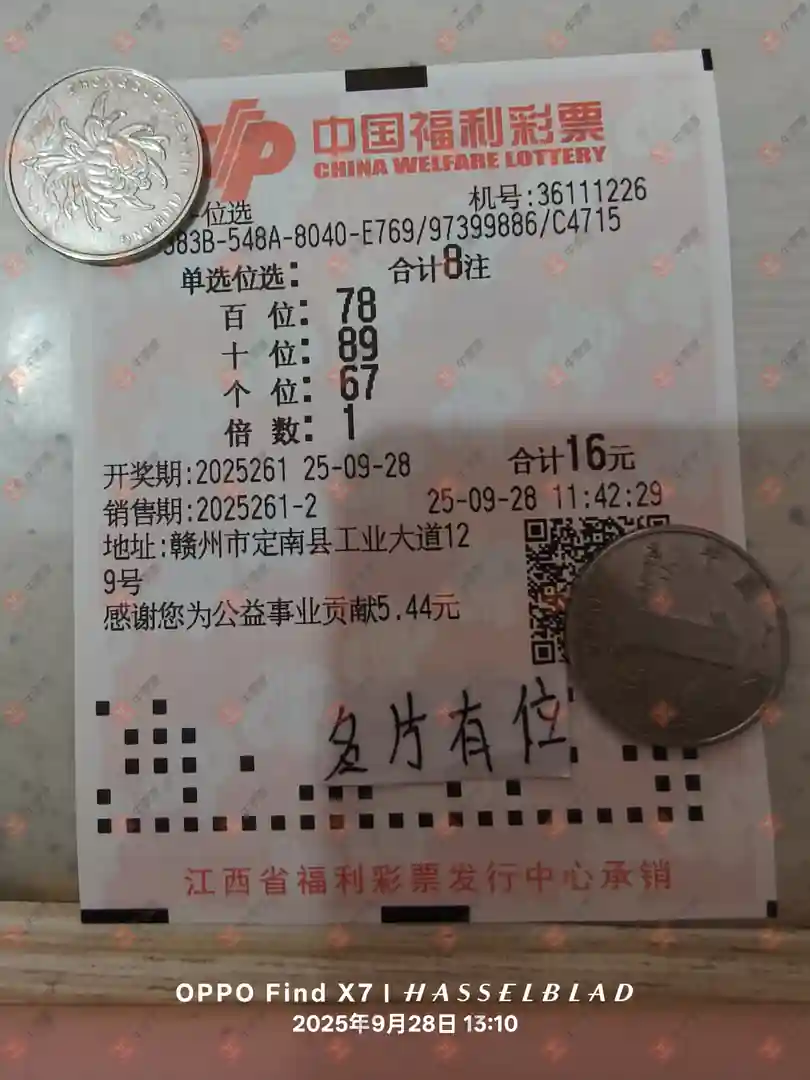 中国福利彩票
CHINA WELFARE LOTTERY
机号:36111226
位选
83B-548A-8040-E769/97399886/C4715
单选位选: 合计8注
百 位: 78
十 位: 89
个 位: 67
倍 数: 1
开奖期:2025261 25-09-28 合计16元
销售期:2025261-2 25-09-28 11:42:29
地址:赣州市定南县工业大道12
9号
感谢您为公益事业贡献5.44元
名片有位
江西省福利彩票发行中心承销
OPPO Find X7 | HASSELBLAD
2025年9月28日 13:10